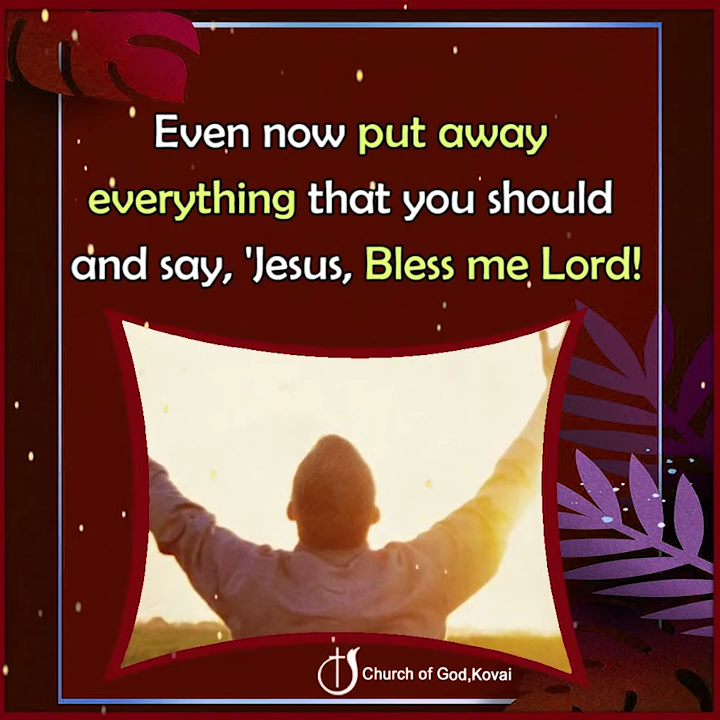 Even now put away
everything that you should
and say, 'Jesus, Bless me Lord!
Church of God,Kovai